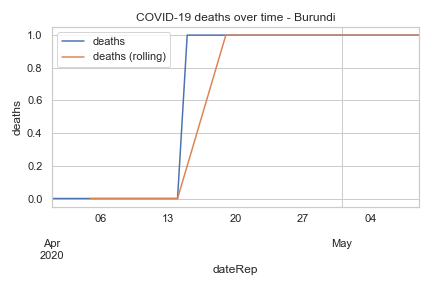 COVID-19 deaths over time - Burundi
deaths
deaths (rolling)
1.0
0.8
0.6
0.4
0.2
0.0
deaths
06 13 20 27 04
Apr May
2020
dateRep